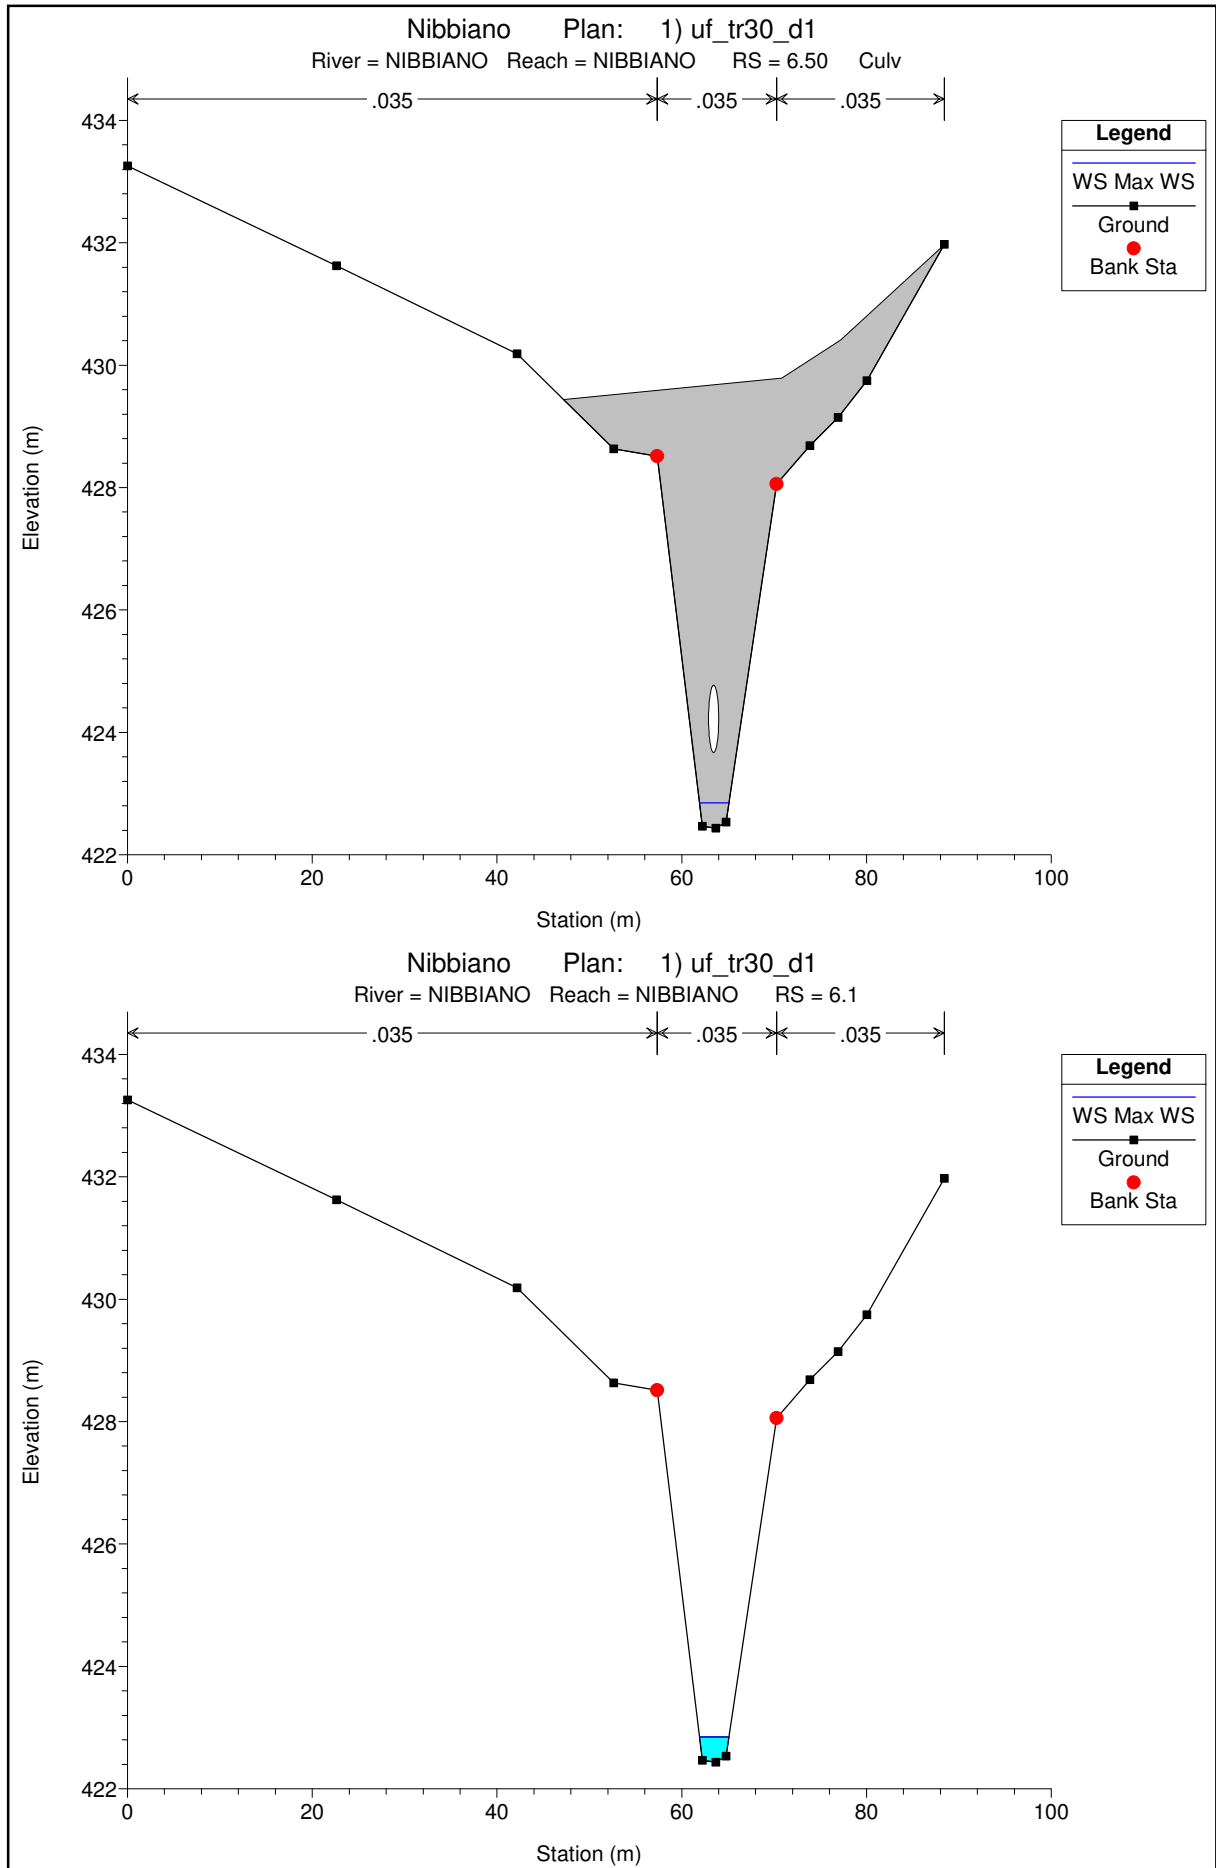 Nibbiano Plan: 1) uf_tr30_d1
River = NIBBIANO Reach = NIBBIANO RS = 6.50 Culv
.035 .035 .035
434
432
430
428
426
424
422
Elevation (m)
0 20 40 60 80 100
Station (m)
Legend
WS Max WS
Ground
Bank Sta
Nibbiano Plan: 1) uf_tr30_d1
River = NIBBIANO Reach = NIBBIANO RS = 6.1
.035 .035 .035
434
432
430
428
426
424
422
Elevation (m)
0 20 40 60 80 100
Station (m)
Legend
WS Max WS
Ground
Bank Sta